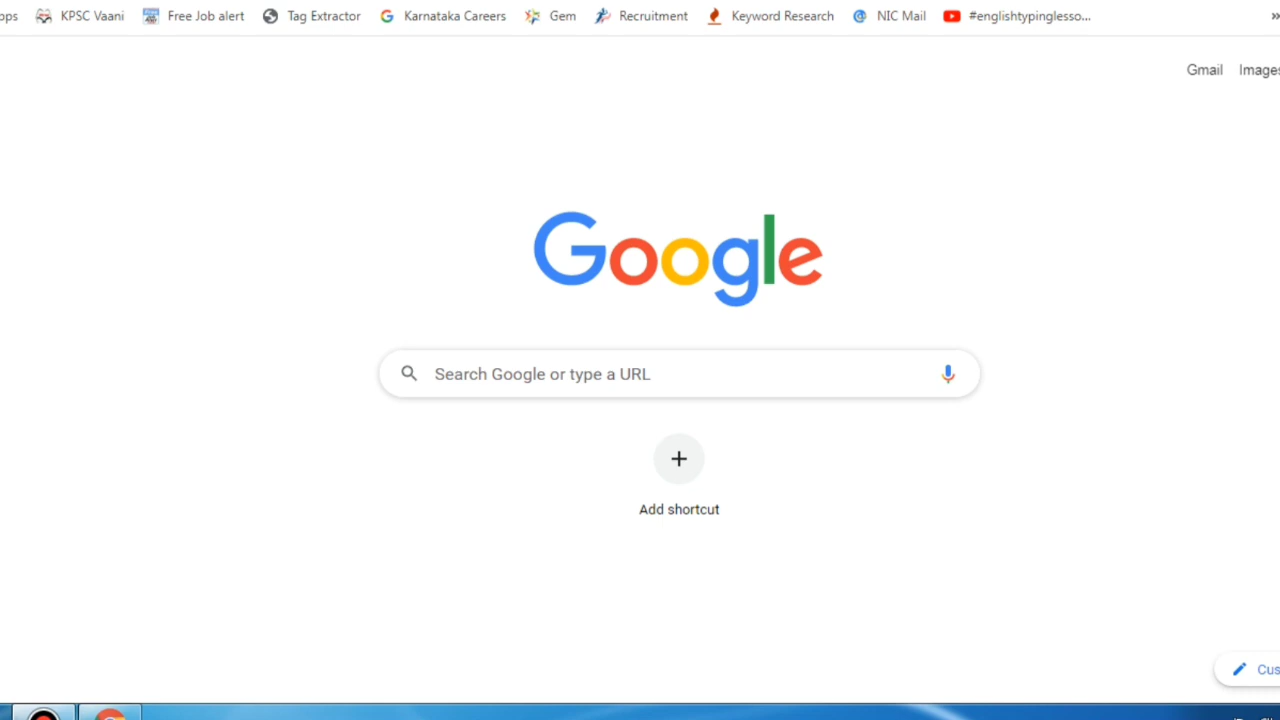 ops KPSC Vaani Free Job alert Tag Extractor Karnataka Careers Gem Recruitment Keyword Research NIC Mail #englishtypinglesso... »
Gmail Images
Google
Search Google or type a URL
Add shortcut
Cus